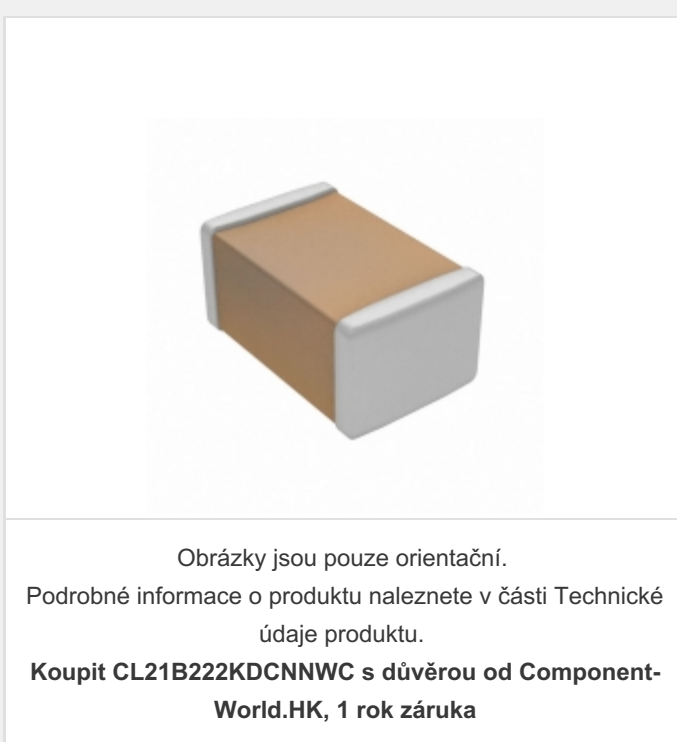 Obrázky jsou pouze orientační.
Podrobné informace o produktu naleznete v části Technické
údaje produktu.
Koupit CL21B222KDCNNWC s důvěrou od Component-
World.HK, 1 rok záruka